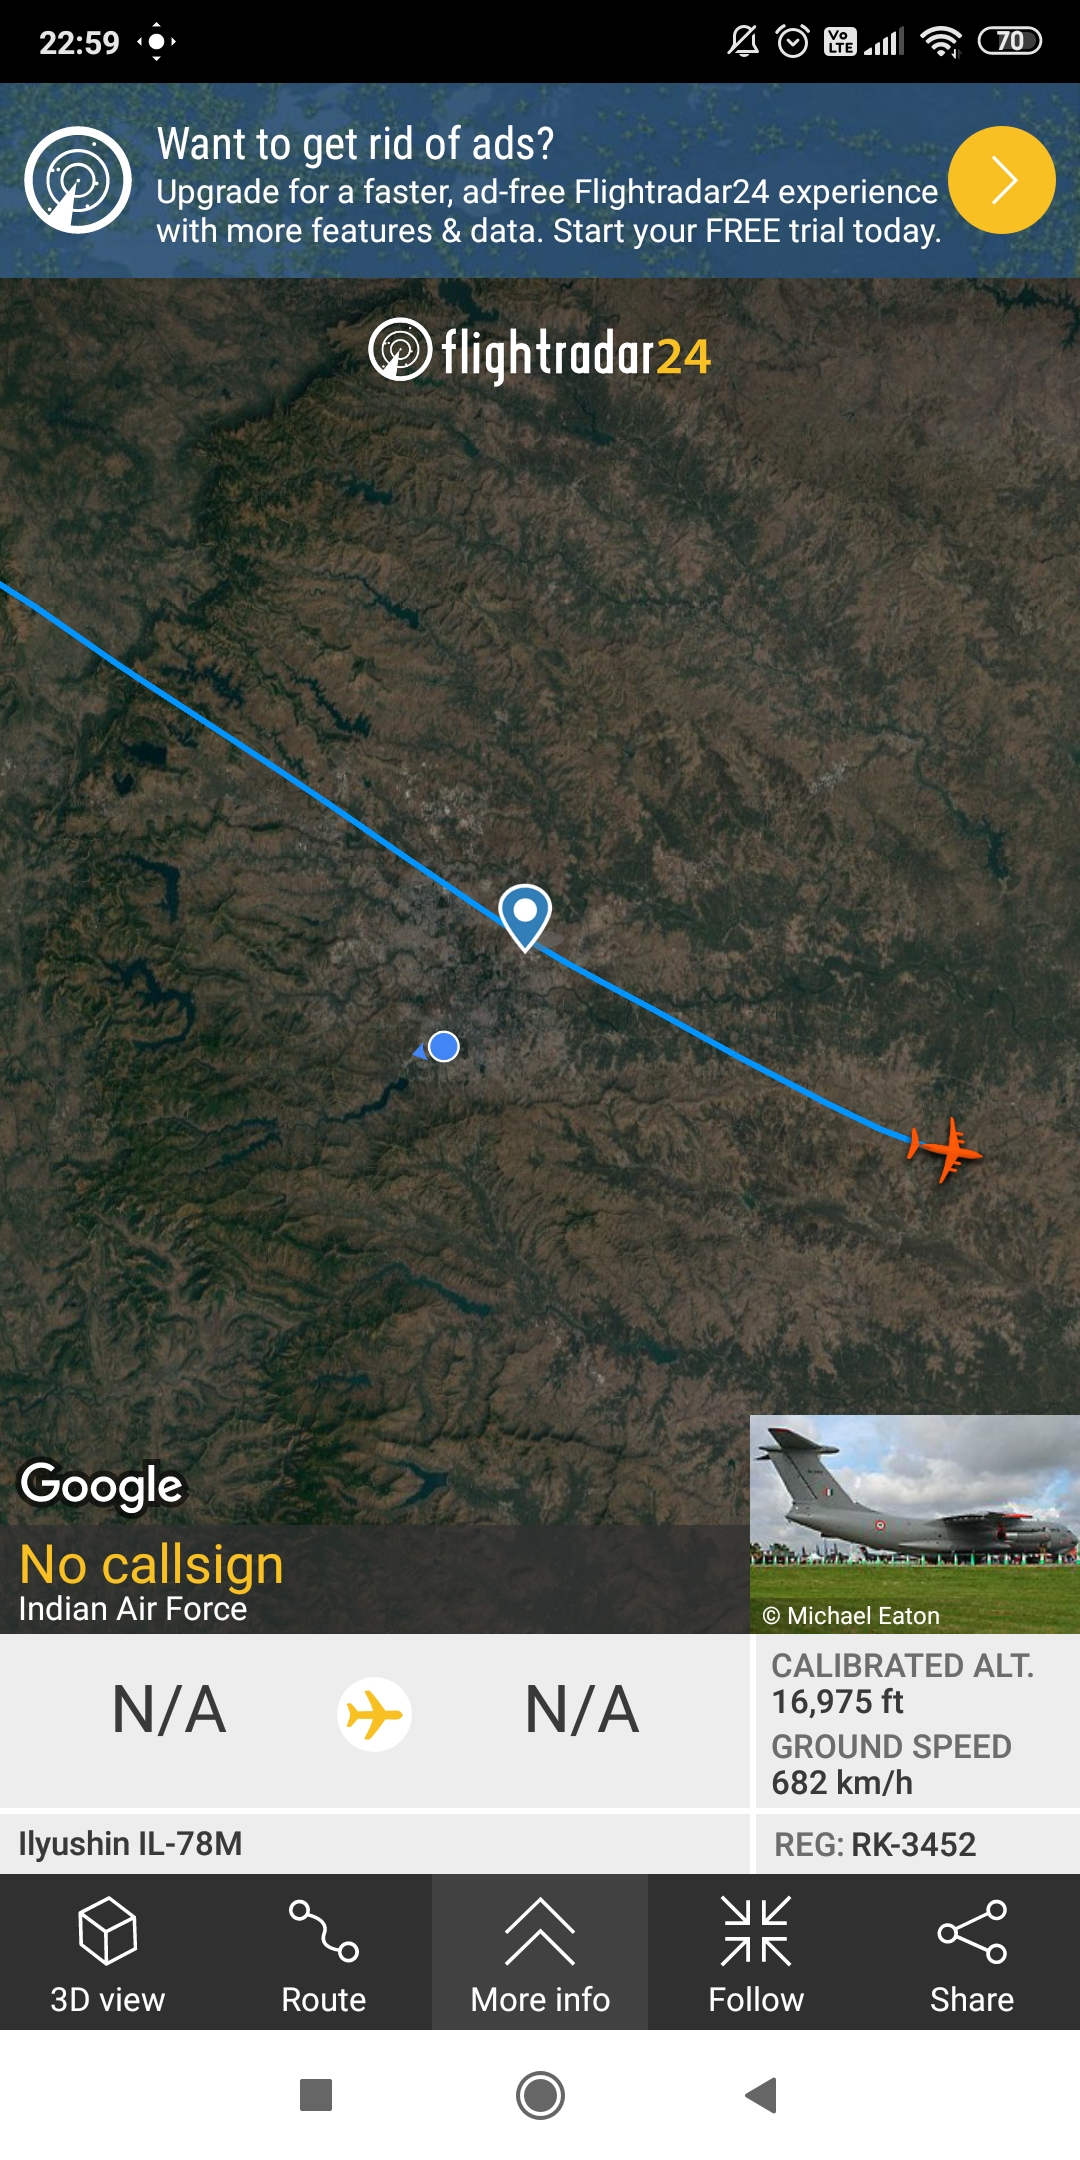 22:59
Vo
LTE
70
Want to get rid of ads?
Upgrade for a faster, ad-free Flightradar24 experience
with more features & data. Start your FREE trial today.
flightradar24
Google
No callsign
Indian Air Force
© Michael Eaton
N/A
N/A
CALIBRATED ALT.
16,975 ft
GROUND SPEED
682 km/h
Ilyushin IL-78M
REG: RK-3452
3D view
Route
More info
Follow
Share